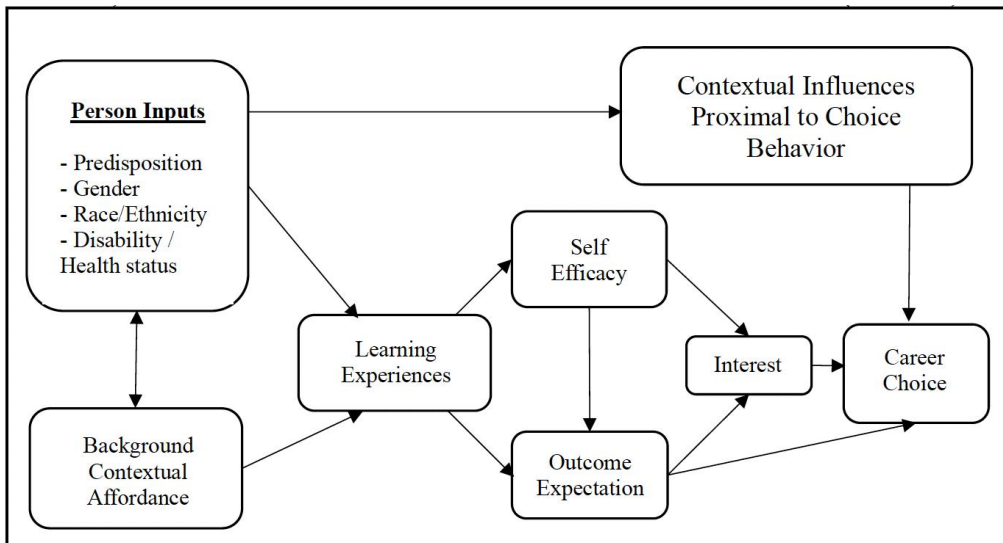 Person Inputs
- Predisposition
- Gender
- Race/Ethnicity
- Disability /
Health status
Contextual Influences
Proximal to Choice
Behavior
Self
Efficacy
Learning
Experiences
Interest
Career
Choice
Background
Contextual
Affordance
Outcome
Expectation